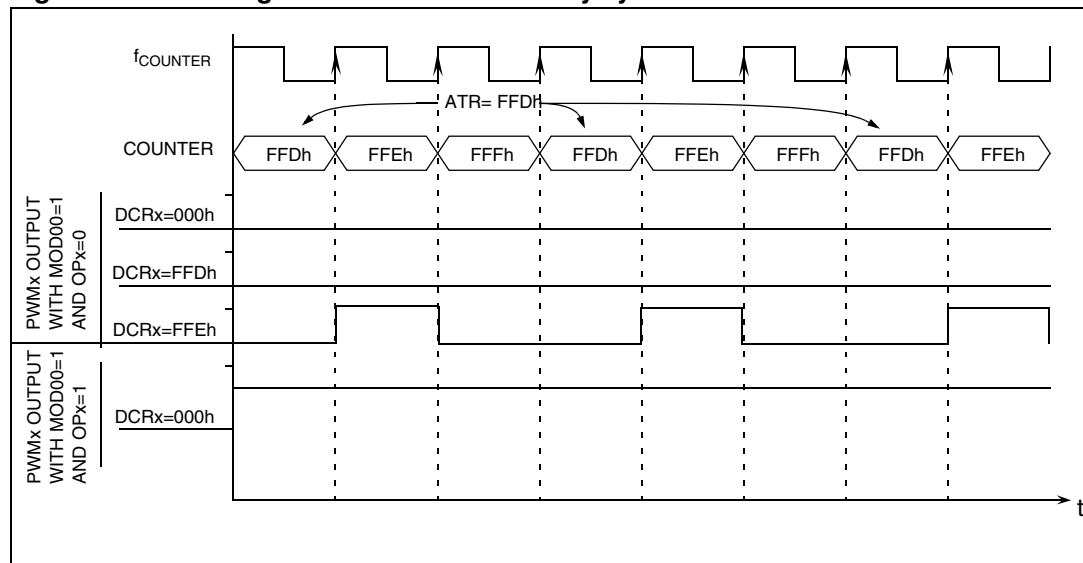 fCOUNTER
ATR= FFDh
COUNTER
FFDh FFEh FFFh FFDh FFEh FFFh FFDh FFEh
PWMx OUTPUT
WITH MOD00=1
AND OPx=0
DCRx=000h
DCRx=FFDh
DCRx=FFEh
PWMx OUTPUT
WITH MOD00=1
AND OPx=1
DCRx=000h
t